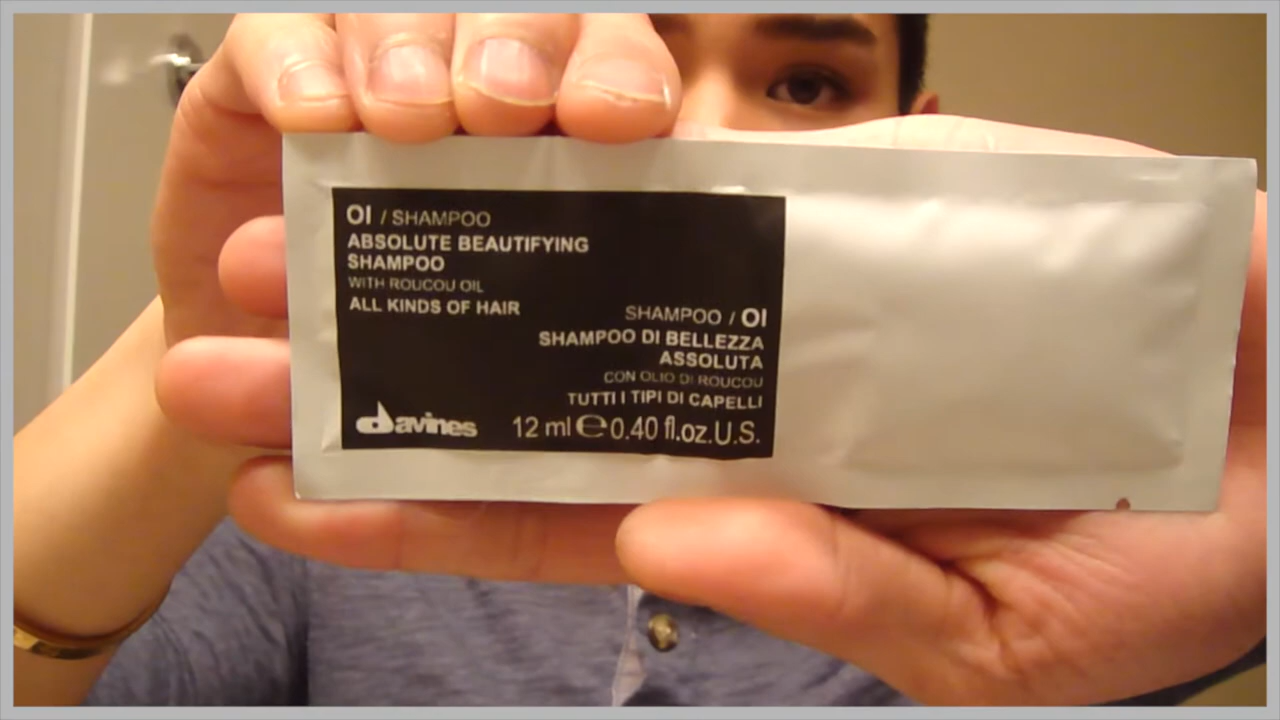 OI / SHAMPOO
ABSOLUTE BEAUTIFYING
SHAMPOO
WITH ROUCOU OIL
ALL KINDS OF HAIR
SHAMPOO / OI
SHAMPOO DI BELLEZZA
ASSOLUTA
CON OLIO DI ROUCOU
TUTTI I TIPI DI CAPELLI
davines 12 ml ℮ 0.40 fl.oz.U.S.